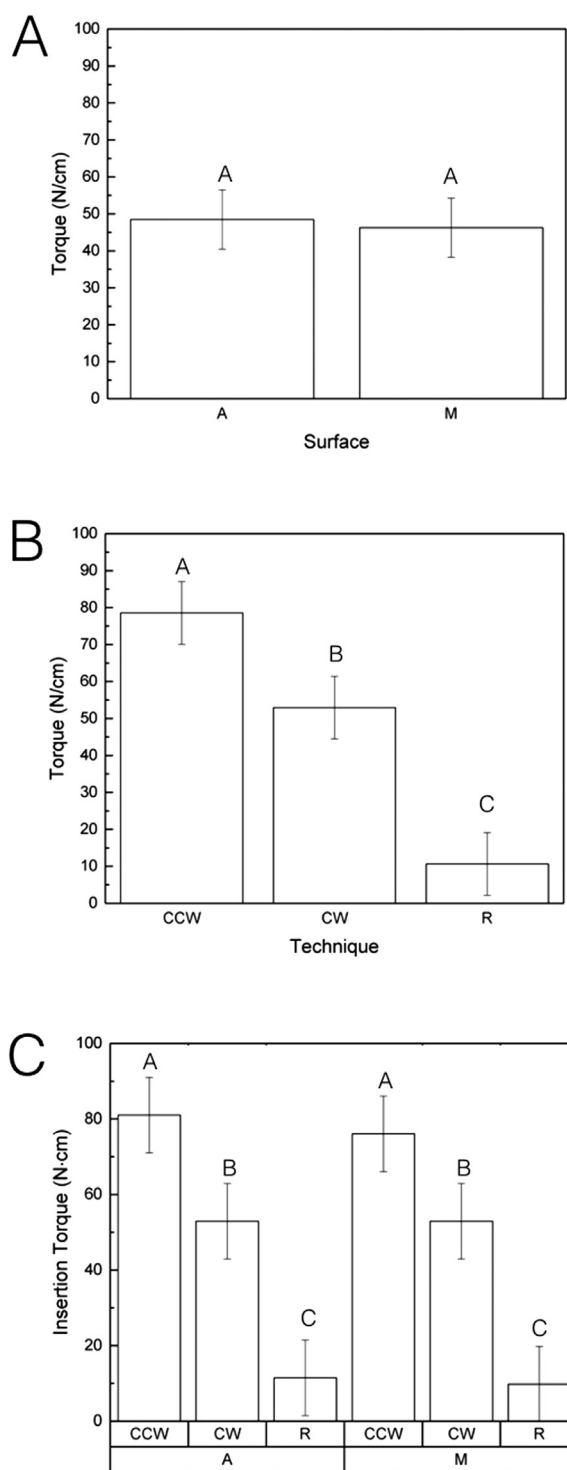 A
100
90
80
70
60
50
40
30
20
10
0
Torque (N/cm)
A A
A M
Surface
B
100
90
80
70
60
50
40
30
20
10
0
Torque (N/cm)
A
B
C
CCW CW R
Technique
C
100
80
60
40
20
0
Insertion Torque (N·cm)
A A
B B
C C
CCW CW R CCW CW R
A M